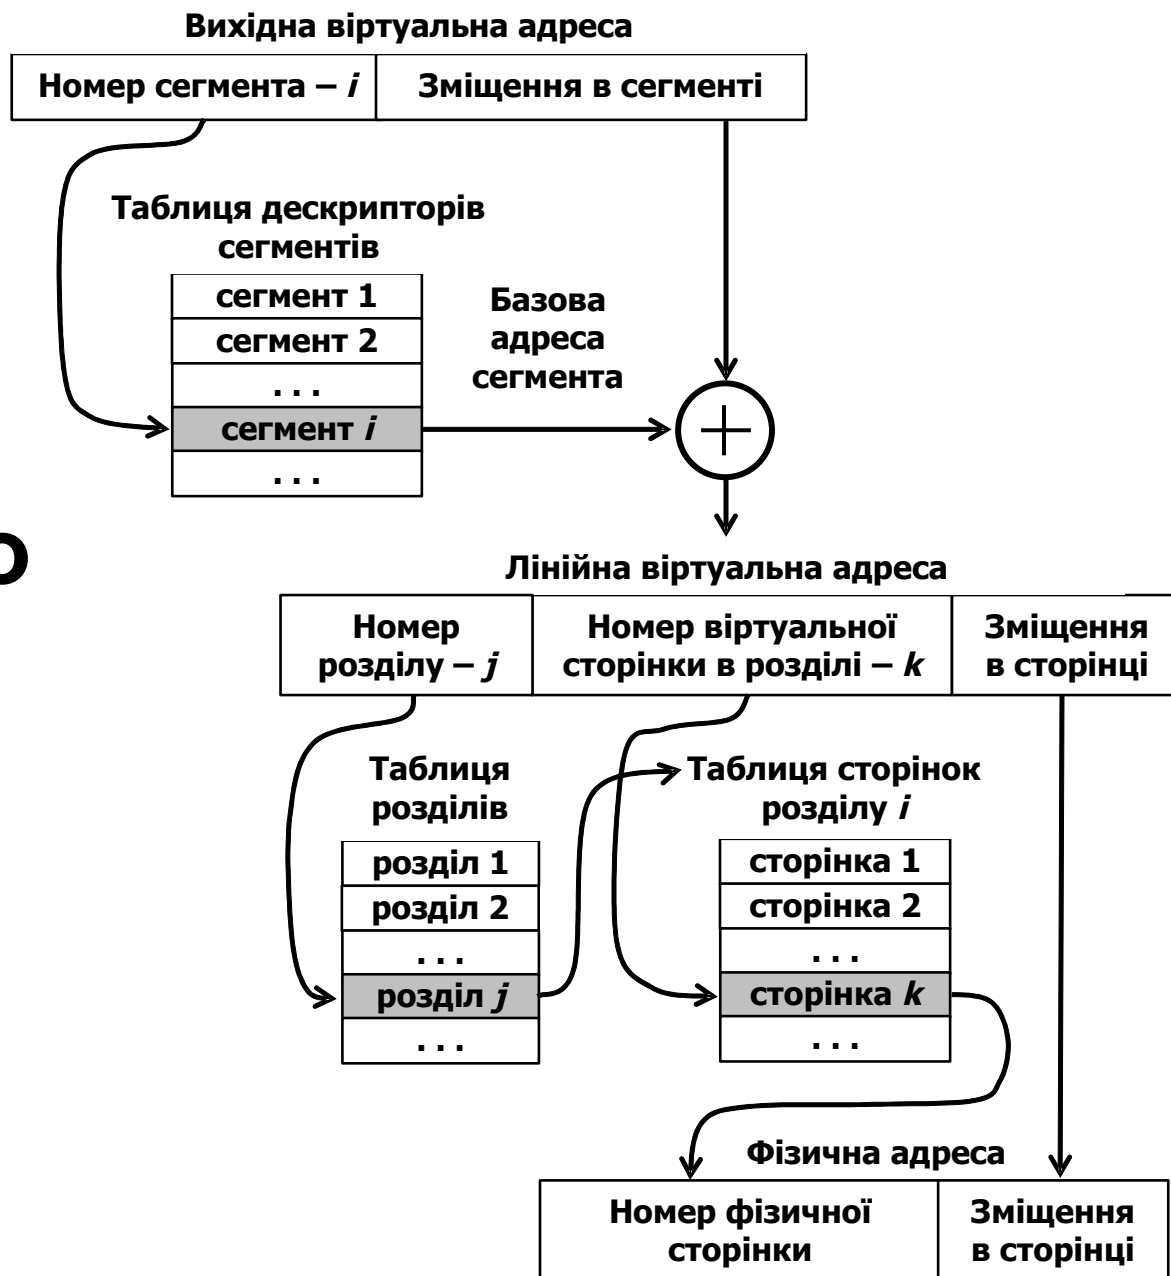 Вихідна віртуальна адреса
Номер сегмента – i
Зміщення в сегменті
Таблиця дескрипторів
сегментів
сегмент 1
сегмент 2
. . .
сегмент i
. . .
Базова
адреса
сегмента
Лінійна віртуальна адреса
Номер
розділу – j
Номер віртуальної
сторінки в розділі – k
Зміщення
в сторінці
Таблиця
розділів
розділ 1
розділ 2
. . .
розділ j
. . .
Таблиця сторінок
розділу i
сторінка 1
сторінка 2
. . .
сторінка k
. . .
Фізична адреса
Номер фізичної
сторінки
Зміщення
в сторінці